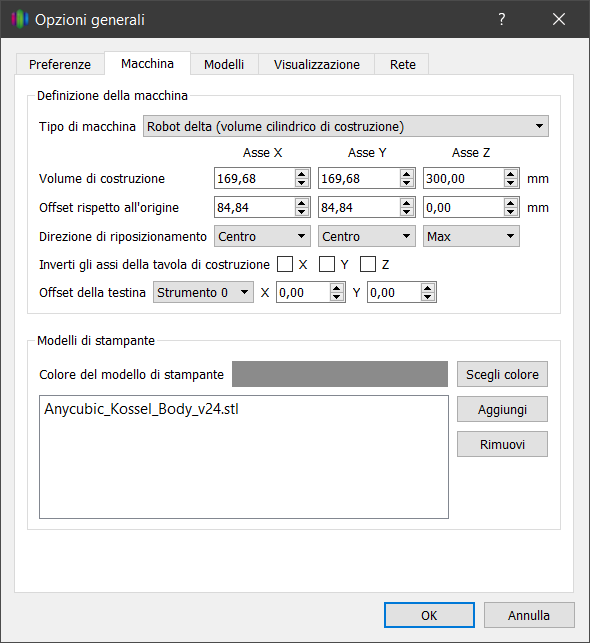 Opzioni generali
Preferenze Macchina Modelli Visualizzazione Rete
Definizione della macchina
Tipo di macchina Robot delta (volume cilindrico di costruzione)
Asse X Asse Y Asse Z
Volume di costruzione 169,68 169,68 300,00 mm
Offset rispetto all'origine 84,84 84,84 0,00 mm
Direzione di riposizionamento Centro Centro Max
Inverti gli assi della tavola di costruzione X Y Z
Offset della testina Strumento 0 X 0,00 Y 0,00
Modelli di stampante
Colore del modello di stampante Scegli colore
Anycubic_Kossel_Body_v24.stl Aggiungi
Rimuovi
OK Annulla